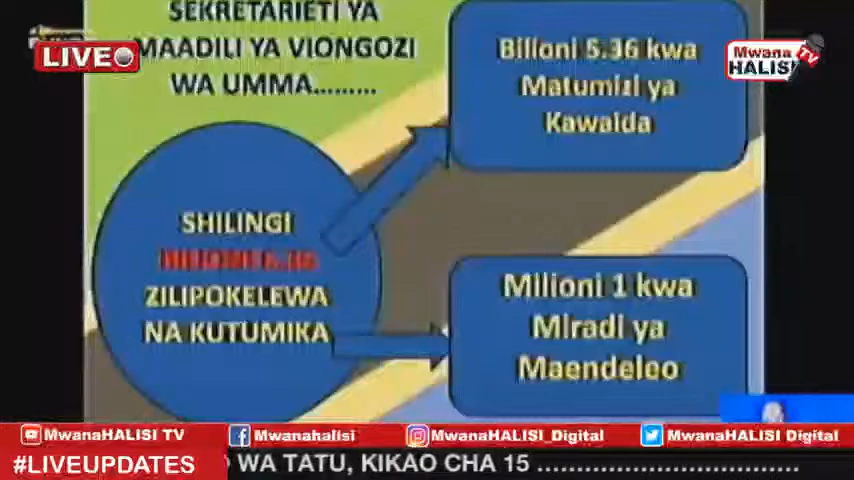 SEKRETARIETI YA
MAADILI YA VIONGOZI
WA UMMA.........
LIVE
Mwana
HALISI
TV
Bilioni 5.36 kwa
Matumizi ya
Kawaida
SHILINGI
ZILIPOKELEWA
NA KUTUMIKA
Milioni 1 kwa
Miradi ya
Maendeleo
MwanaHALISI TV
Mwanahalisi
MwanaHALISI_Digital
MwanaHALISI Digital
#LIVEUPDATES
WA TATU, KIKAO CHA 15 ................................